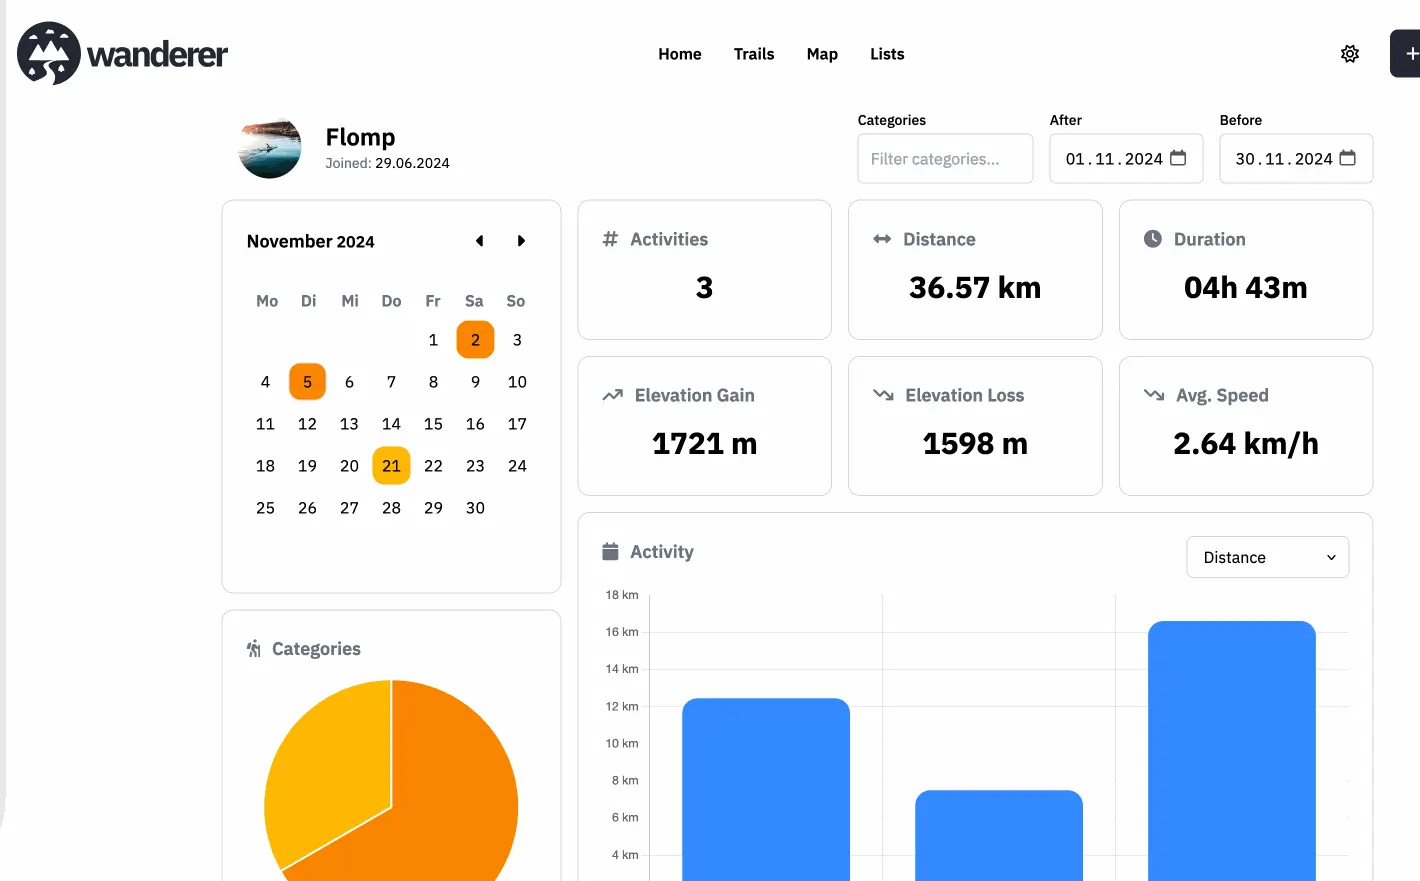 wanderer
Home
Trails
Map
Lists
+
Flomp
Joined: 29.06.2024
Categories
Filter categories...
After
01.11.2024
Before
30.11.2024
November 2024
Mo Di Mi Do Fr Sa So
1 2 3
4 5 6 7 8 9 10
11 12 13 14 15 16 17
18 19 20 21 22 23 24
25 26 27 28 29 30
# Activities
3
Distance
36.57 km
Duration
04h 43m
Elevation Gain
1721 m
Elevation Loss
1598 m
Avg. Speed
2.64 km/h
Categories
Activity
Distance
18 km
16 km
14 km
12 km
10 km
8 km
6 km
4 km